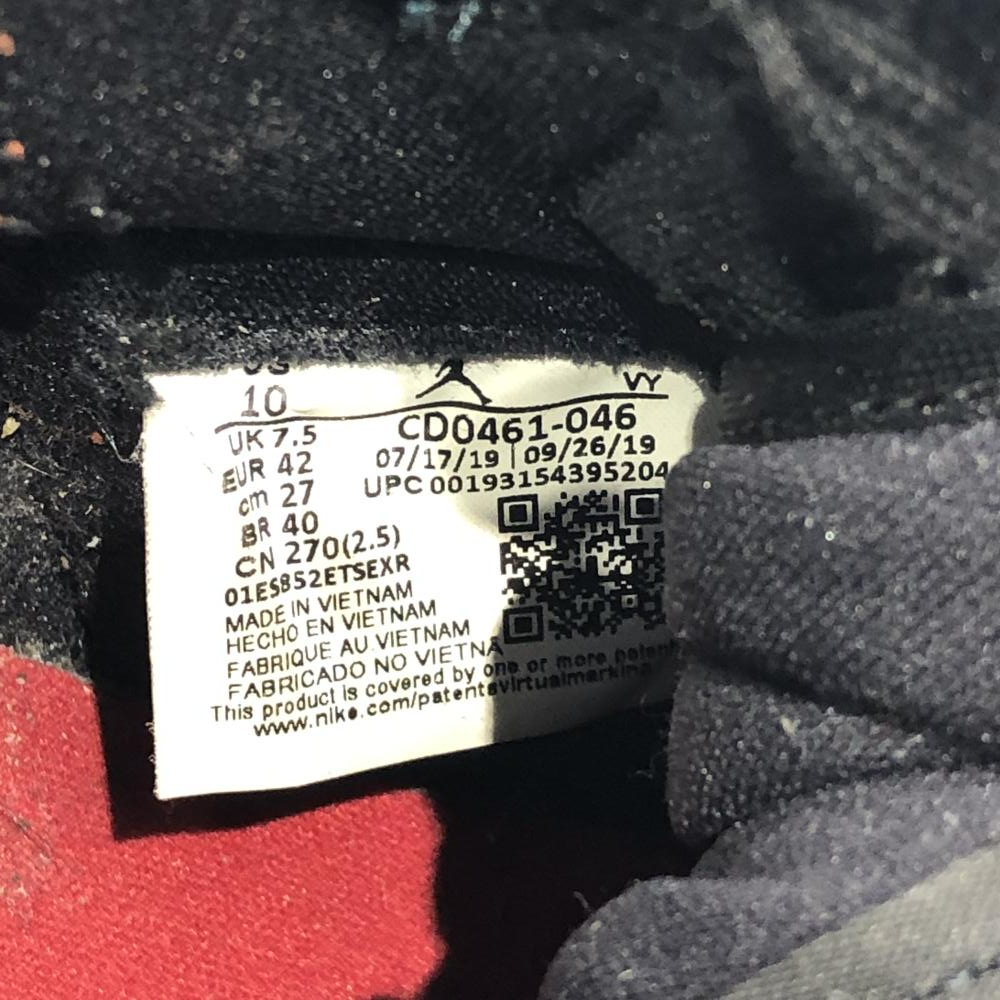 US
10
VY
UK 7.5
EUR 42
cm 27
BR 40
CN 270(2.5)
CD0461-046
07/17/19 | 09/26/19
UPC 00193154395204
01ES852ETSEXR
MADE IN VIETNAM
HECHO EN VIETNAM
FABRIQUE AU VIETNAM
FABRICADO NO VIETNA
This product is covered by one or more
www.nike.com/patentsvirtualmarking